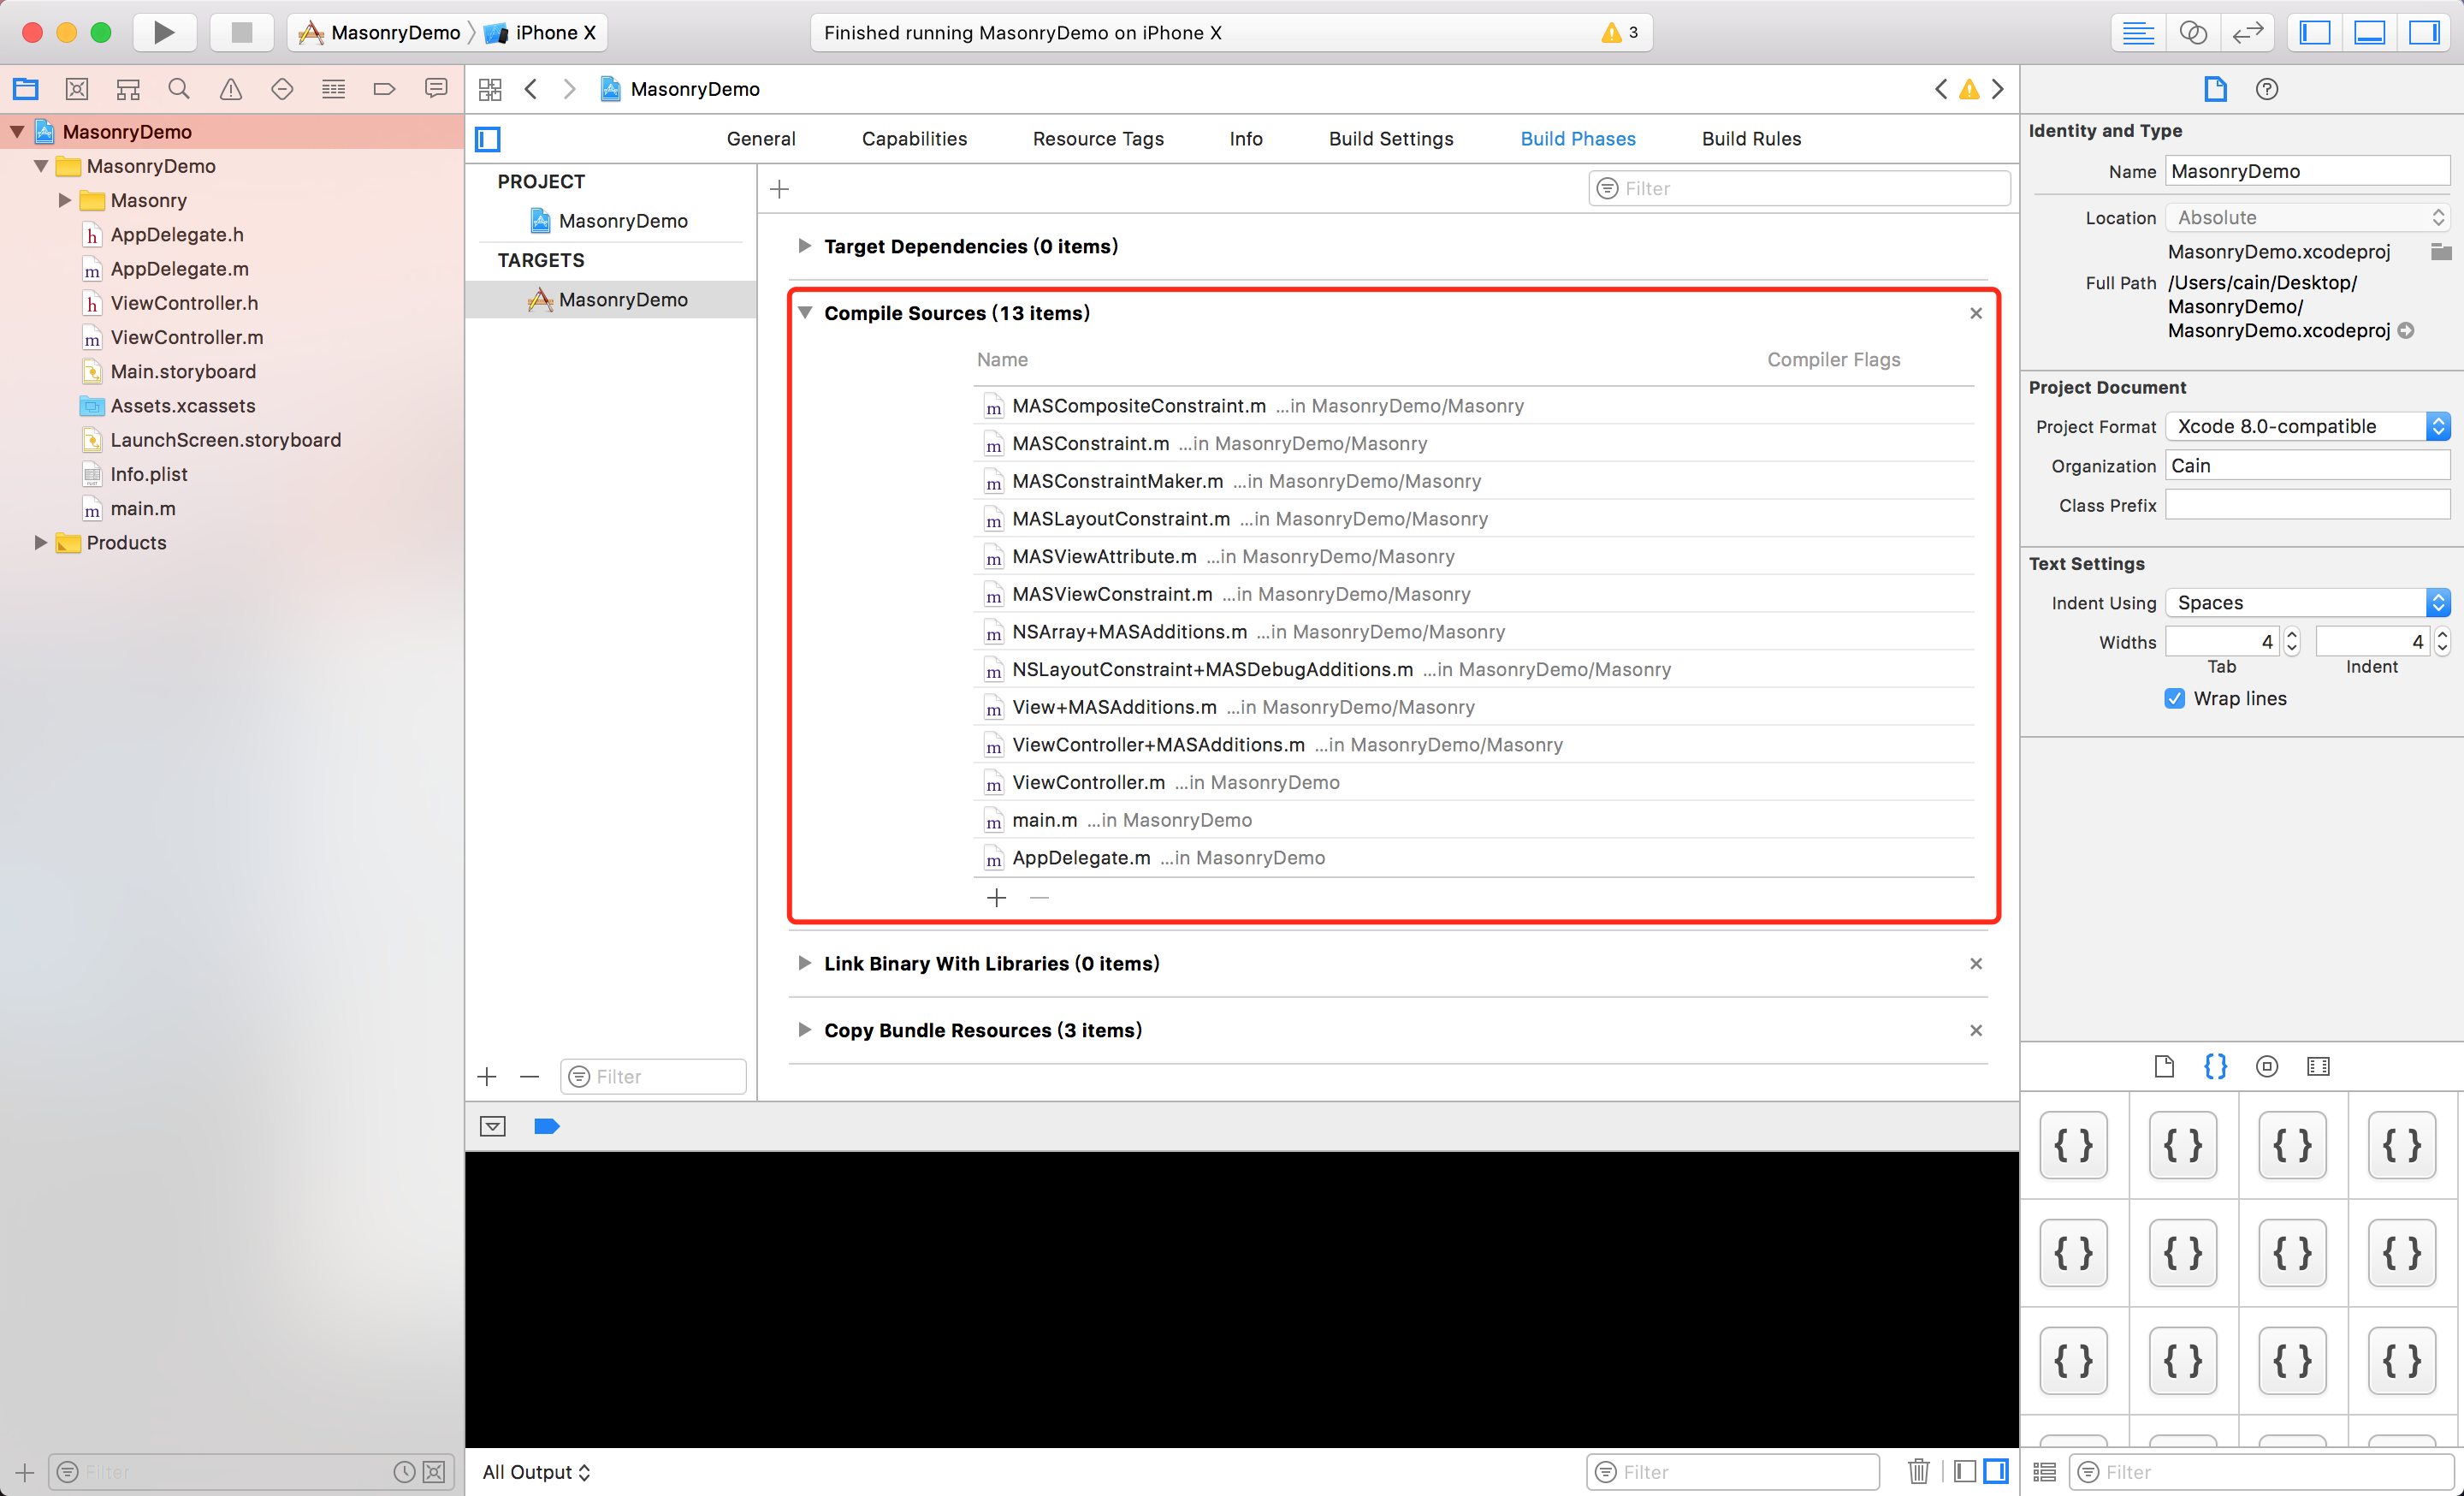 MasonryDemo
iPhone X
Finished running MasonryDemo on iPhone X
3
MasonryDemo
MasonryDemo
Masonry
h AppDelegate.h
m AppDelegate.m
h ViewController.h
m ViewController.m
Main.storyboard
Assets.xcassets
LaunchScreen.storyboard
Info.plist
m main.m
Products
Filter
MasonryDemo
General Capabilities Resource Tags Info Build Settings Build Phases Build Rules
PROJECT
MasonryDemo
TARGETS
MasonryDemo
Filter
Filter
Target Dependencies (0 items)
Compile Sources (13 items)
Name Compiler Flags
m MASCompositeConstraint.m ...in MasonryDemo/Masonry
m MASConstraint.m ...in MasonryDemo/Masonry
m MASConstraintMaker.m ...in MasonryDemo/Masonry
m MASLayoutConstraint.m ...in MasonryDemo/Masonry
m MASViewAttribute.m ...in MasonryDemo/Masonry
m MASViewConstraint.m ...in MasonryDemo/Masonry
m NSArray+MASAdditions.m ...in MasonryDemo/Masonry
m NSLayoutConstraint+MASDebugAdditions.m ...in MasonryDemo/Masonry
m View+MASAdditions.m ...in MasonryDemo/Masonry
m ViewController+MASAdditions.m ...in MasonryDemo/Masonry
m ViewController.m ...in MasonryDemo
m main.m ...in MasonryDemo
m AppDelegate.m ...in MasonryDemo
Link Binary With Libraries (0 items)
Copy Bundle Resources (3 items)
All Output
Filter
Identity and Type
Name MasonryDemo
Location Absolute
MasonryDemo.xcodeproj
Full Path /Users/cain/Desktop/
MasonryDemo/
MasonryDemo.xcodeproj
Project Document
Project Format Xcode 8.0-compatible
Organization Cain
Class Prefix
Text Settings
Indent Using Spaces
Widths 4 4
Tab Indent
Wrap lines
{ } { } { } { }
{ } { } { } { }
{ } { } { } { }
Filter